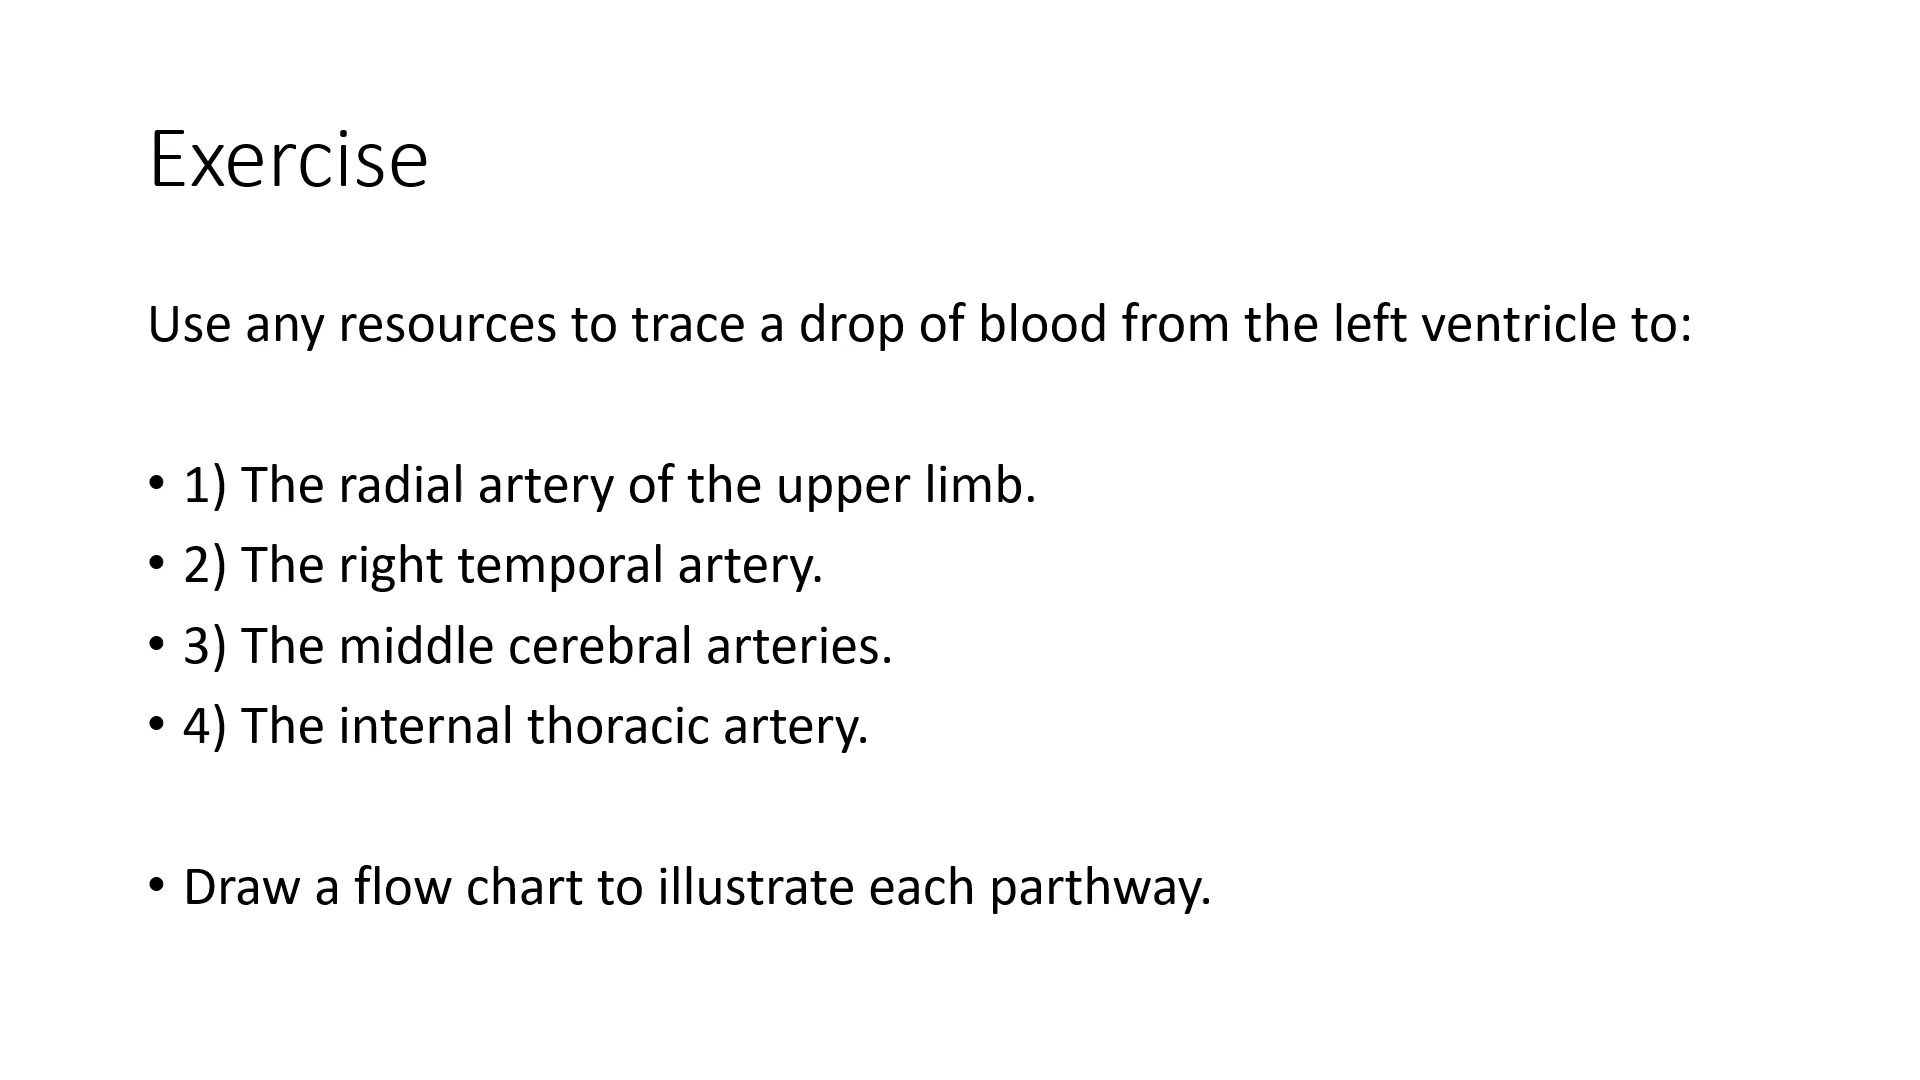 Exercise
Use any resources to trace a drop of blood from the left ventricle to:
• 1) The radial artery of the upper limb.
• 2) The right temporal artery.
• 3) The middle cerebral arteries.
• 4) The internal thoracic artery.
• Draw a flow chart to illustrate each parthway.